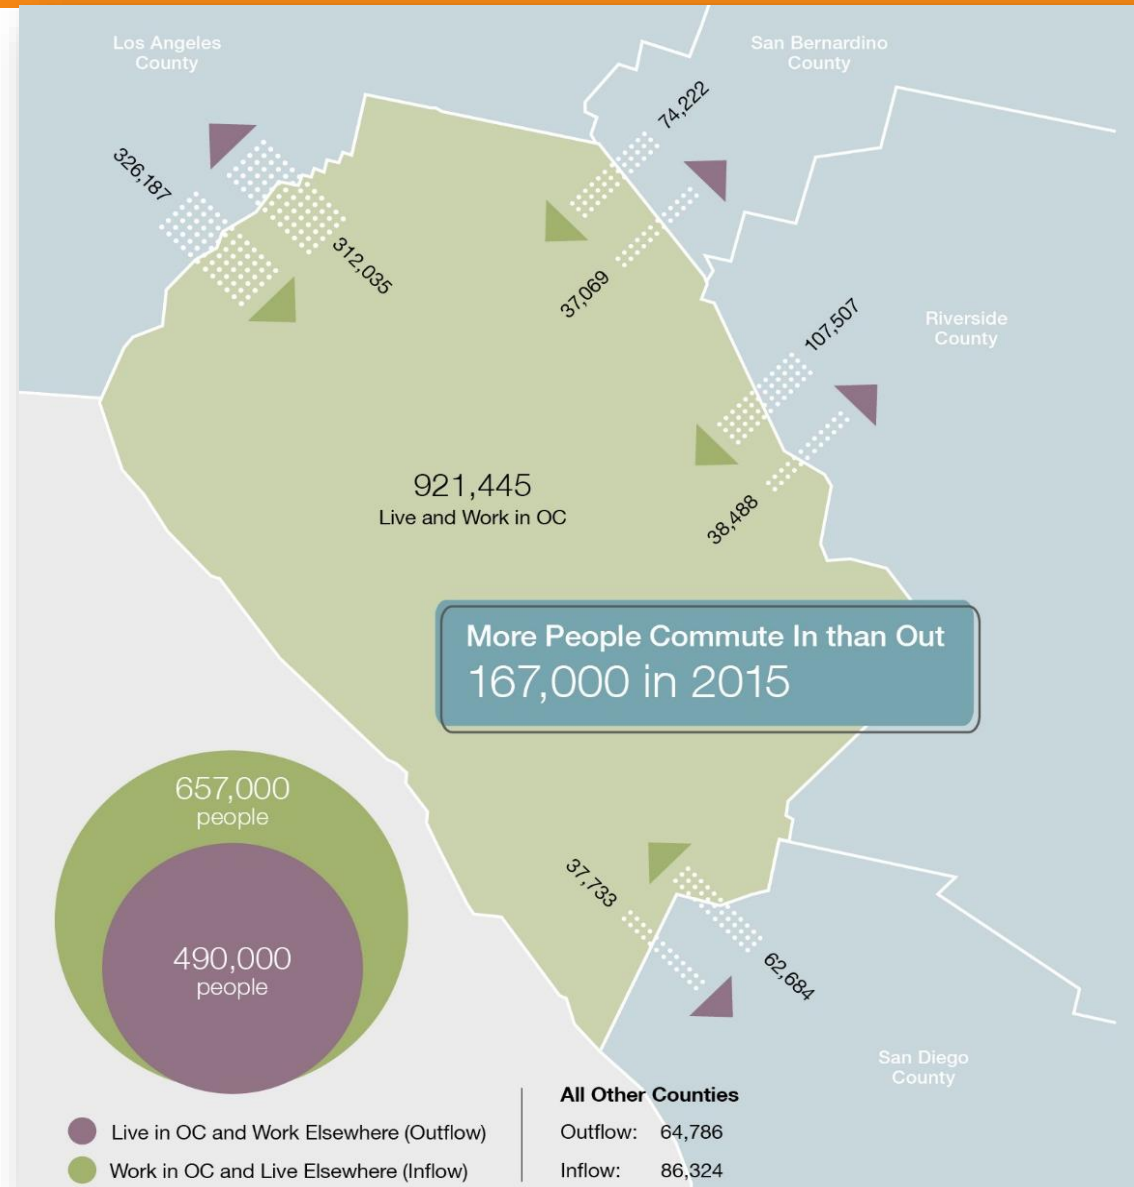 Los Angeles
County
San Bernardino
County
74,222
326,187
312,035
37,069
107,507
Riverside
County
921,445
Live and Work in OC
38,488
More People Commute In than Out
167,000 in 2015
657,000
people
37,733
490,000
people
62,684
San Diego
County
All Other Counties
Live in OC and Work Elsewhere (Outflow)
Outflow: 64,786
Work in OC and Live Elsewhere (Inflow)
Inflow: 86,324